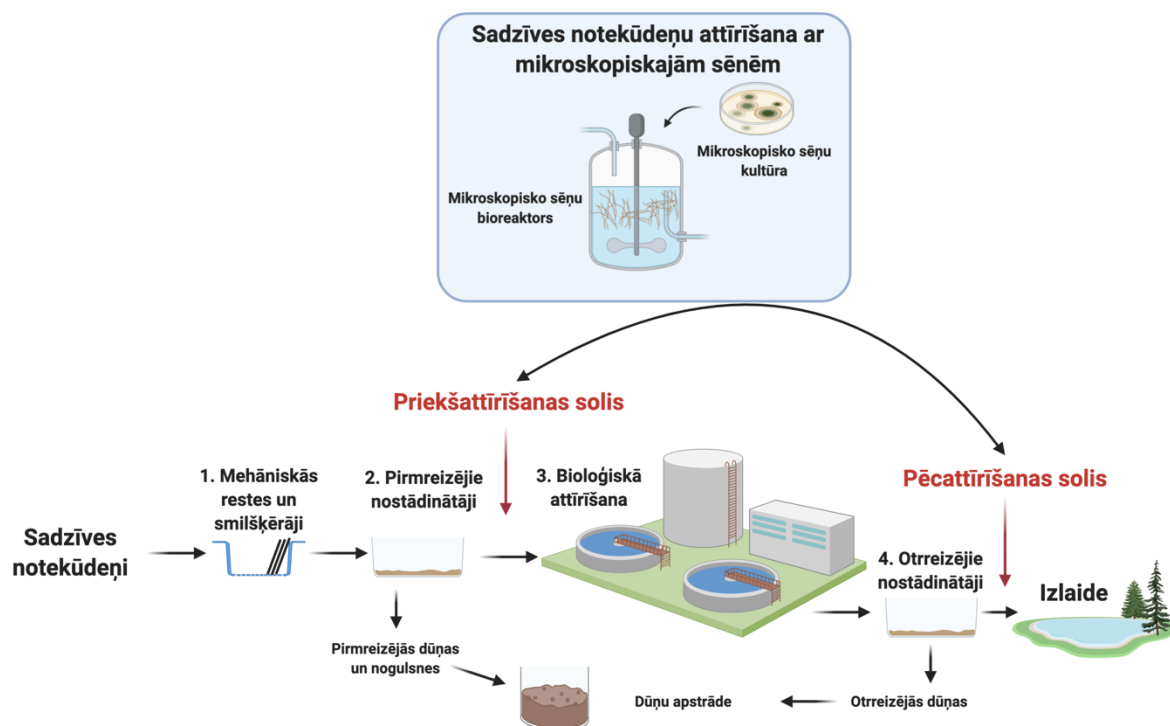 Sadzīves notekūdeņu attīrīšana ar
mikroskopiskajām sēnēm
Mikroskopisko sēņu
kultūra
Mikroskopisko sēņu
bioreaktors
Priekšattīrīšanas solis
Pēcattīrīšanas solis
1. Mehāniskās
restes un
smilšķērāji
2. Pirmreizējie
nostādinātāji
3. Bioloģiskā
attīrīšana
4. Otrreizējie
nostādinātāji
Sadzīves
notekūdeņi
Izlaide
Pirmreizējās dūņas
un nogulsnes
Dūņu apstrāde
Otrreizējās dūņas